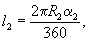 l₂ = 2πR₂α₂ / 360 ,